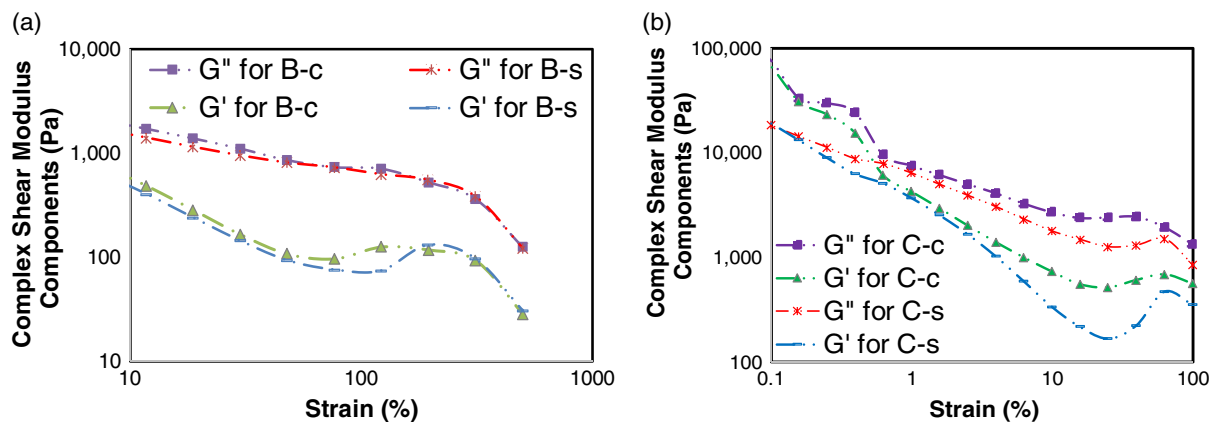 (a)
10,000
1,000
100
10
10
100
1000
Complex Shear Modulus
Components (Pa)
Strain (%)
G" for B-c
G" for B-s
G' for B-c
G' for B-s
(b)
100,000
10,000
1,000
100
0.1
1
10
100
Complex Shear Modulus
Components (Pa)
Strain (%)
G" for C-c
G' for C-c
G" for C-s
G' for C-s